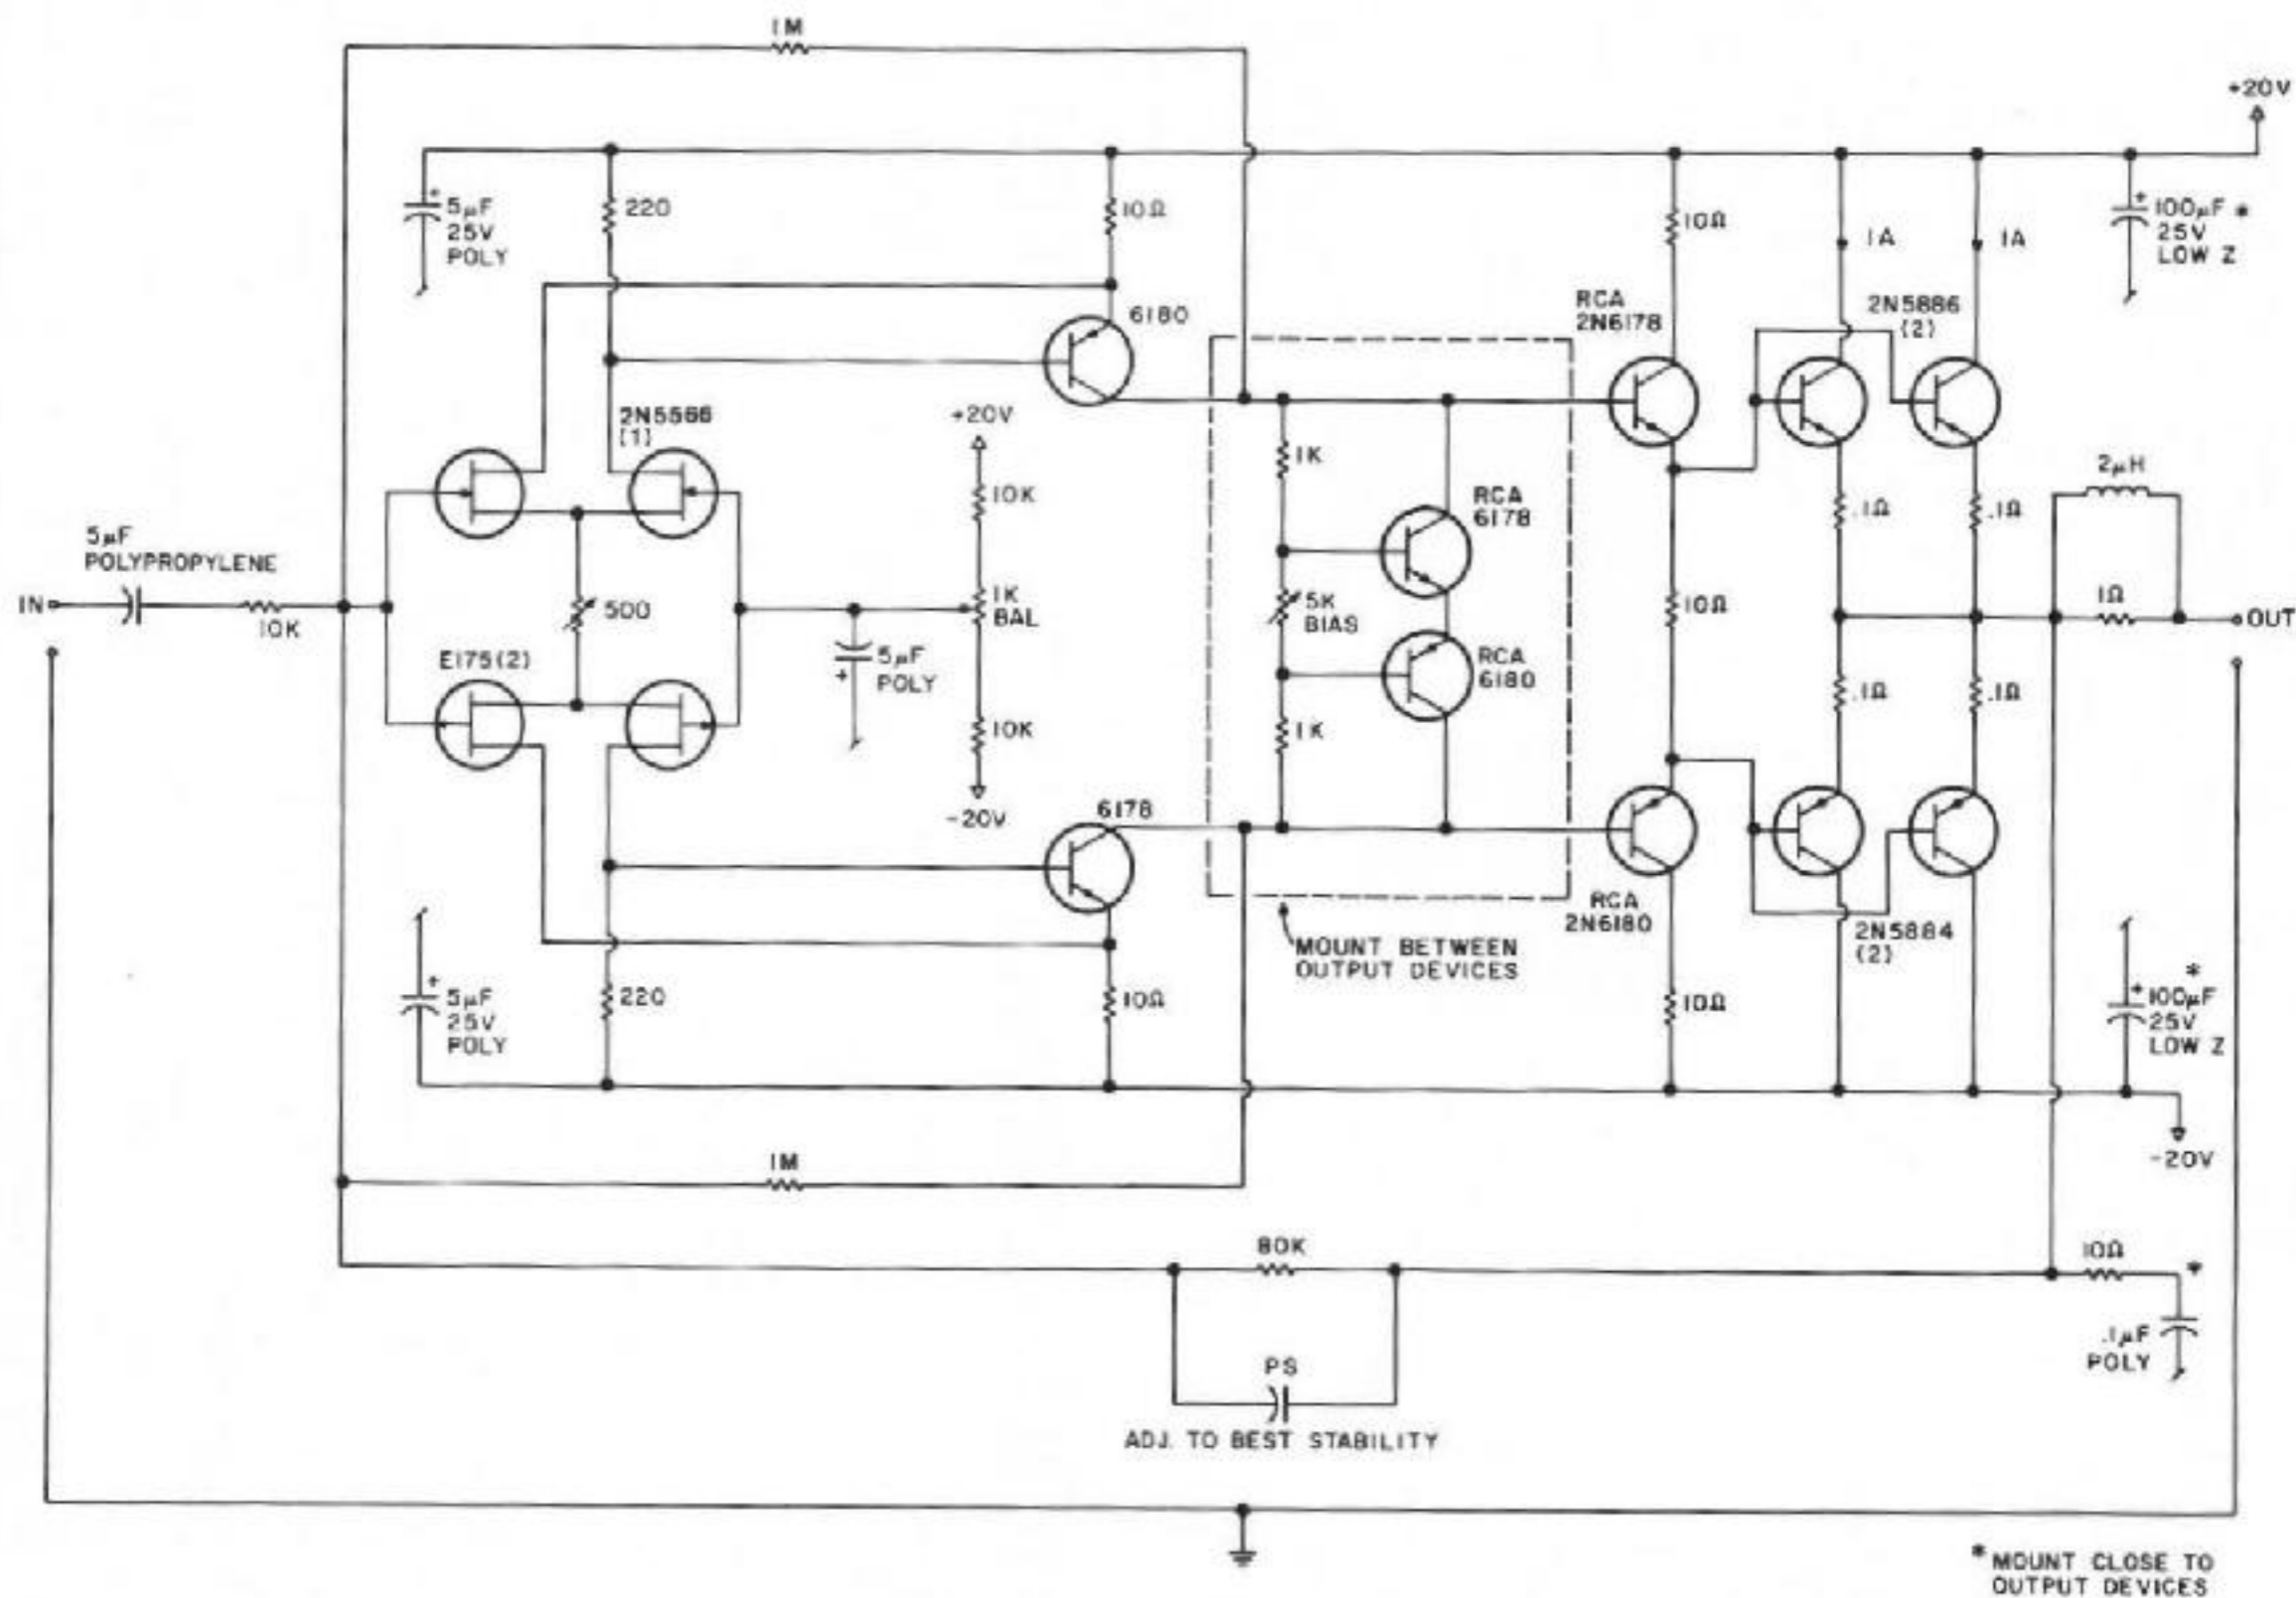 1M
+20V
5µF
25V
POLY
220
10Ω
10Ω
1A
1A
100µF *
25V
LOW Z
6180
RCA
2N6178
2N5886
(2)
2N5566
(1)
+20V
10K
1K
RCA
6178
.1Ω
.1Ω
2µH
5µF
POLYPROPYLENE
IN
10K
500
1K
BAL
5K
BIAS
10Ω
1Ω
OUT
E175(2)
5µF
POLY
RCA
6180
.1Ω
.1Ω
10K
1K
-20V
6178
RCA
2N6180
2N5884
(2)
MOUNT BETWEEN
OUTPUT DEVICES
5µF
25V
POLY
220
10Ω
10Ω
*
100µF
25V
LOW Z
1M
-20V
80K
10Ω
*
.1µF
POLY
PS
ADJ. TO BEST STABILITY
* MOUNT CLOSE TO
OUTPUT DEVICES